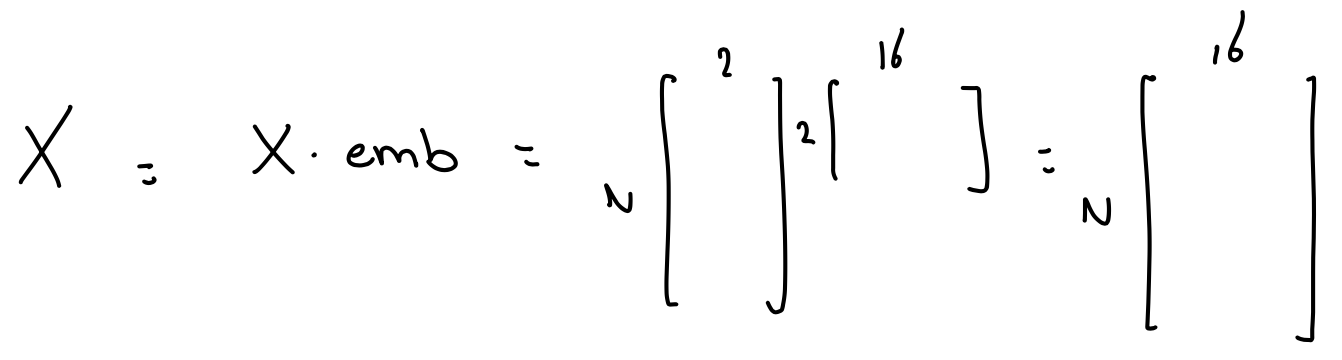 X = X · emb = N [ 2 ] 2 [ 16 ] = N [ 16 ]